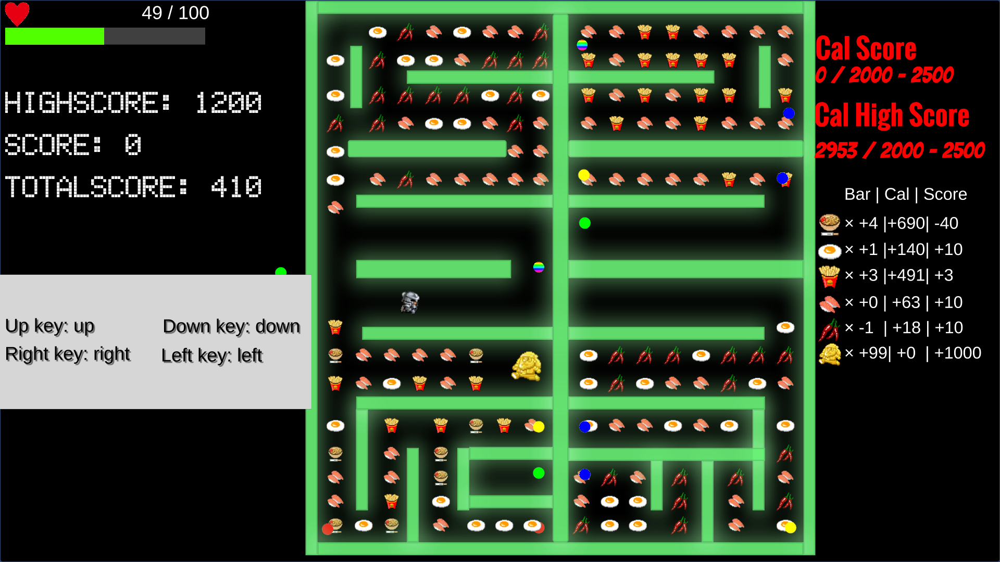 49 / 100
HIGHSCORE: 1200
SCORE: 0
TOTALSCORE: 410
Up key: up
Down key: down
Right key: right
Left key: left
Cal Score
0 / 2000 - 2500
Cal High Score
2953 / 2000 - 2500
Bar | Cal | Score
× +4 |+690| -40
× +1 |+140| +10
× +3 |+491| +3
× +0 | +63 | +10
× -1 | +18 | +10
× +99| +0 | +1000